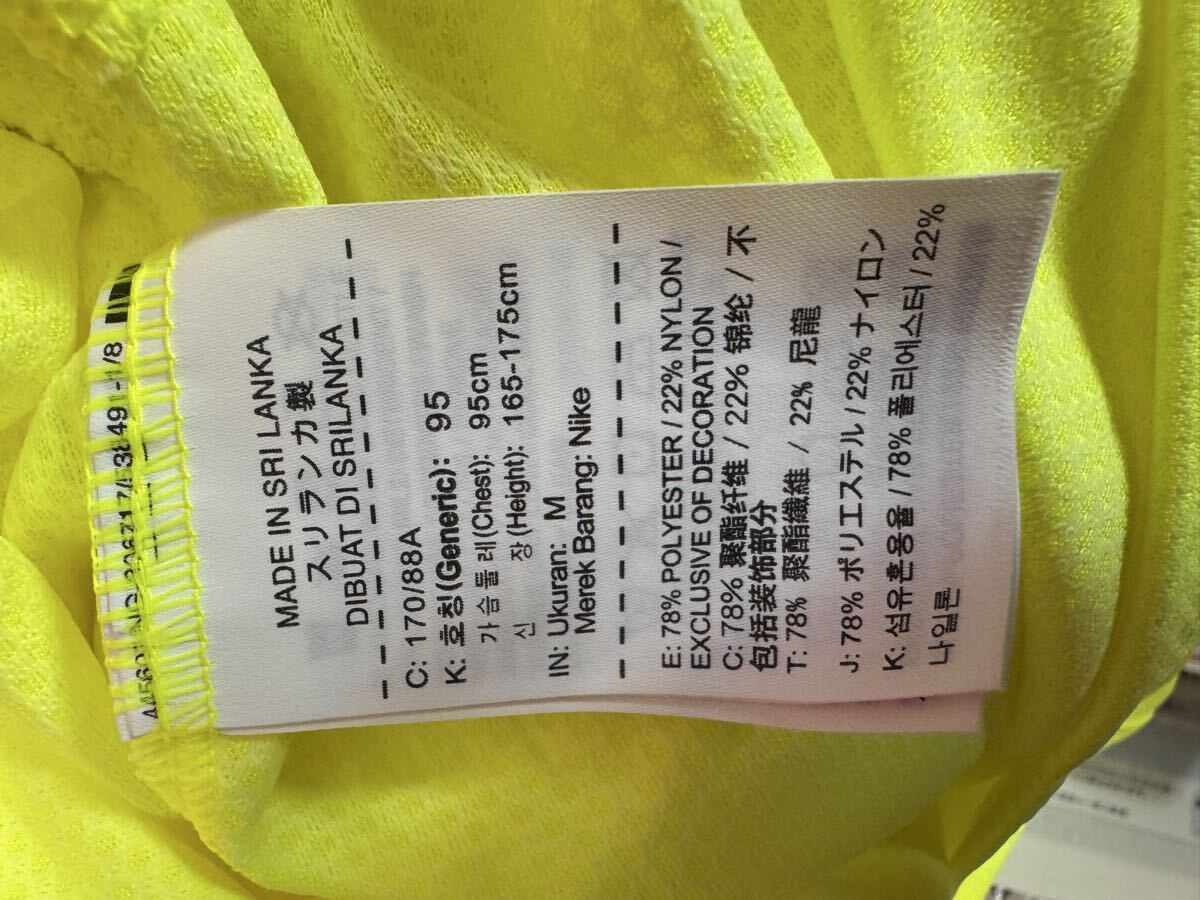 MADE IN SRI LANKA
スリランカ製
DIBUAT DI SRILANKA
C: 170/88A
K: 호칭(Generic): 95
가슴둘레(Chest): 95cm
신 장(Height): 165-175cm
IN: Ukuran: M
Merek Barang: Nike
E: 78% POLYESTER / 22% NYLON /
EXCLUSIVE OF DECORATION
C: 78% 聚酯纤维 / 22% 锦纶 / 不
包括装饰部分
T: 78% 聚酯纖維 / 22% 尼龍
J: 78% ポリエステル / 22% ナイロン
K: 섬유혼용율 / 78% 폴리에스터 / 22%
나일론